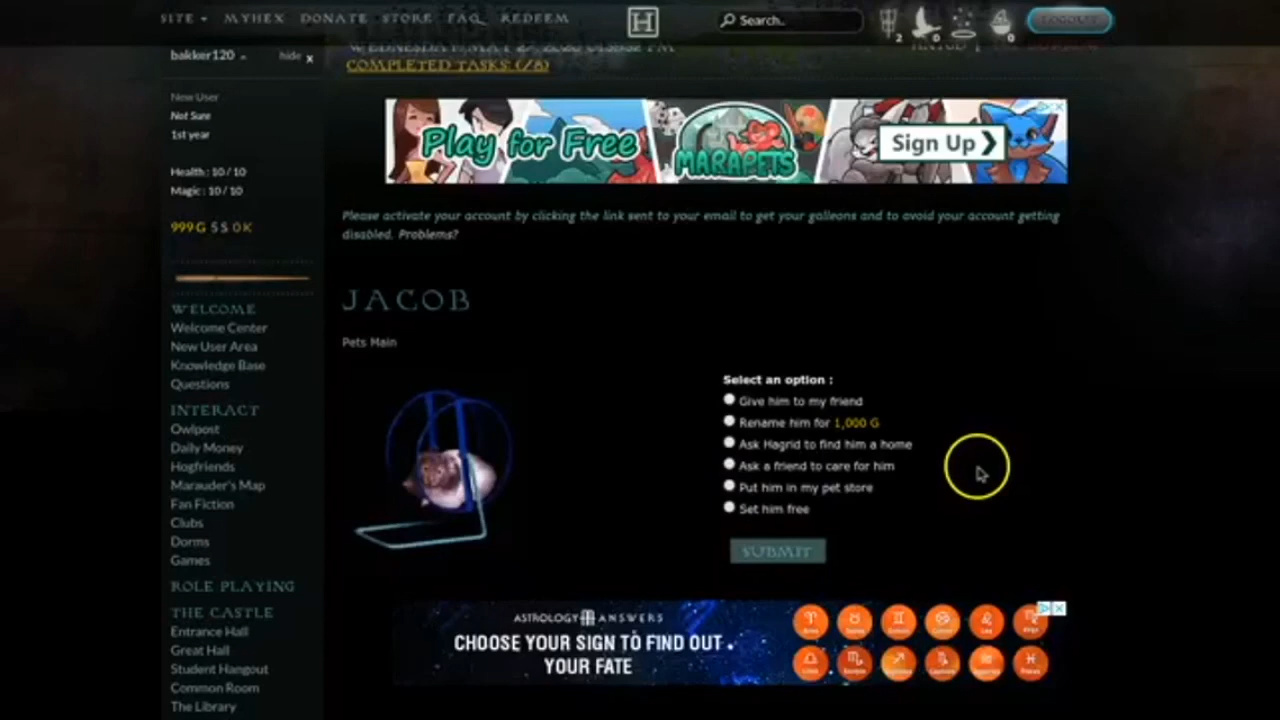 SITE MYHEX DONATE STORE FAQ REDEEM
H
Search..
2 0 0
LOGOUT
bakker120
hide x
COMPLETED TASKS: (/8)
New User
Not Sure
1st year
Health : 10 / 10
Magic : 10 / 10
999 G 5 S 0 K
Play for Free
MARAPETS
Sign Up ❯
Please activate your account by clicking the link sent to your email to get your galleons and to avoid your account getting
disabled. Problems?
JACOB
Pets Main
Select an option :
Give him to my friend
Rename him for 1,000 G
Ask Hagrid to find him a home
Ask a friend to care for him
Put him in my pet store
Set him free
SUBMIT
WELCOME
Welcome Center
New User Area
Knowledge Base
Questions
INTERACT
Owlpost
Daily Money
Hogfriends
Marauder's Map
Fan Fiction
Clubs
Dorms
Games
ROLE PLAYING
THE CASTLE
Entrance Hall
Great Hall
Student Hangout
Common Room
The Library
ASTROLOGY ANSWERS
CHOOSE YOUR SIGN TO FIND OUT
YOUR FATE